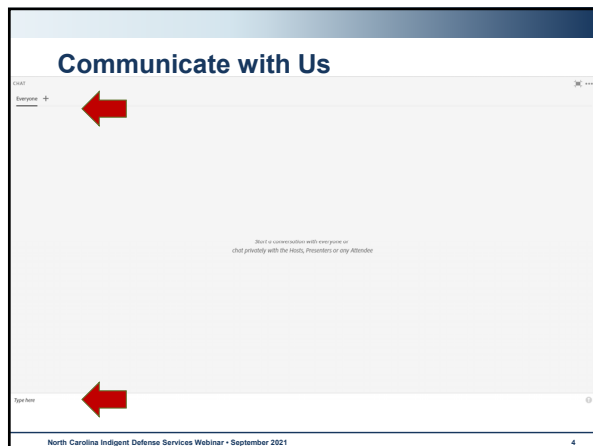 Communicate with Us
CHAT
Everyone +
Start a conversation with everyone or
chat privately with the Hosts, Presenters or any Attendee
Type here
North Carolina Indigent Defense Services Webinar • September 2021 4